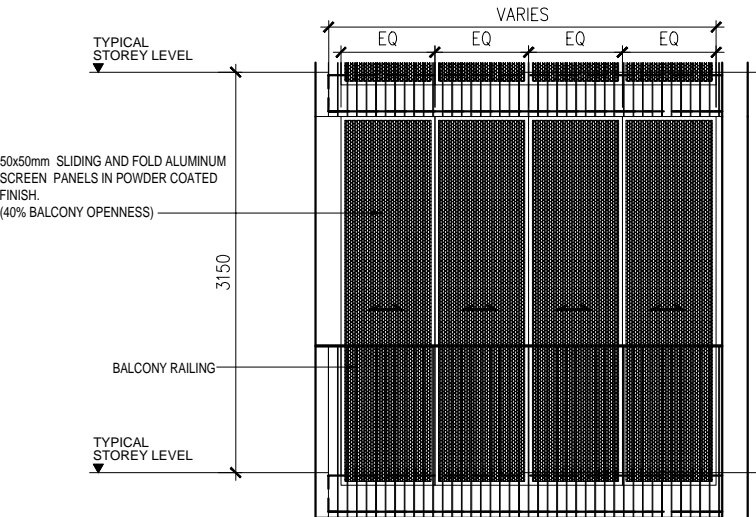 VARIES
EQ EQ EQ EQ
TYPICAL
STOREY LEVEL
50x50mm SLIDING AND FOLD ALUMINUM
SCREEN PANELS IN POWDER COATED
FINISH.
(40% BALCONY OPENNESS)
3150
BALCONY RAILING
TYPICAL
STOREY LEVEL